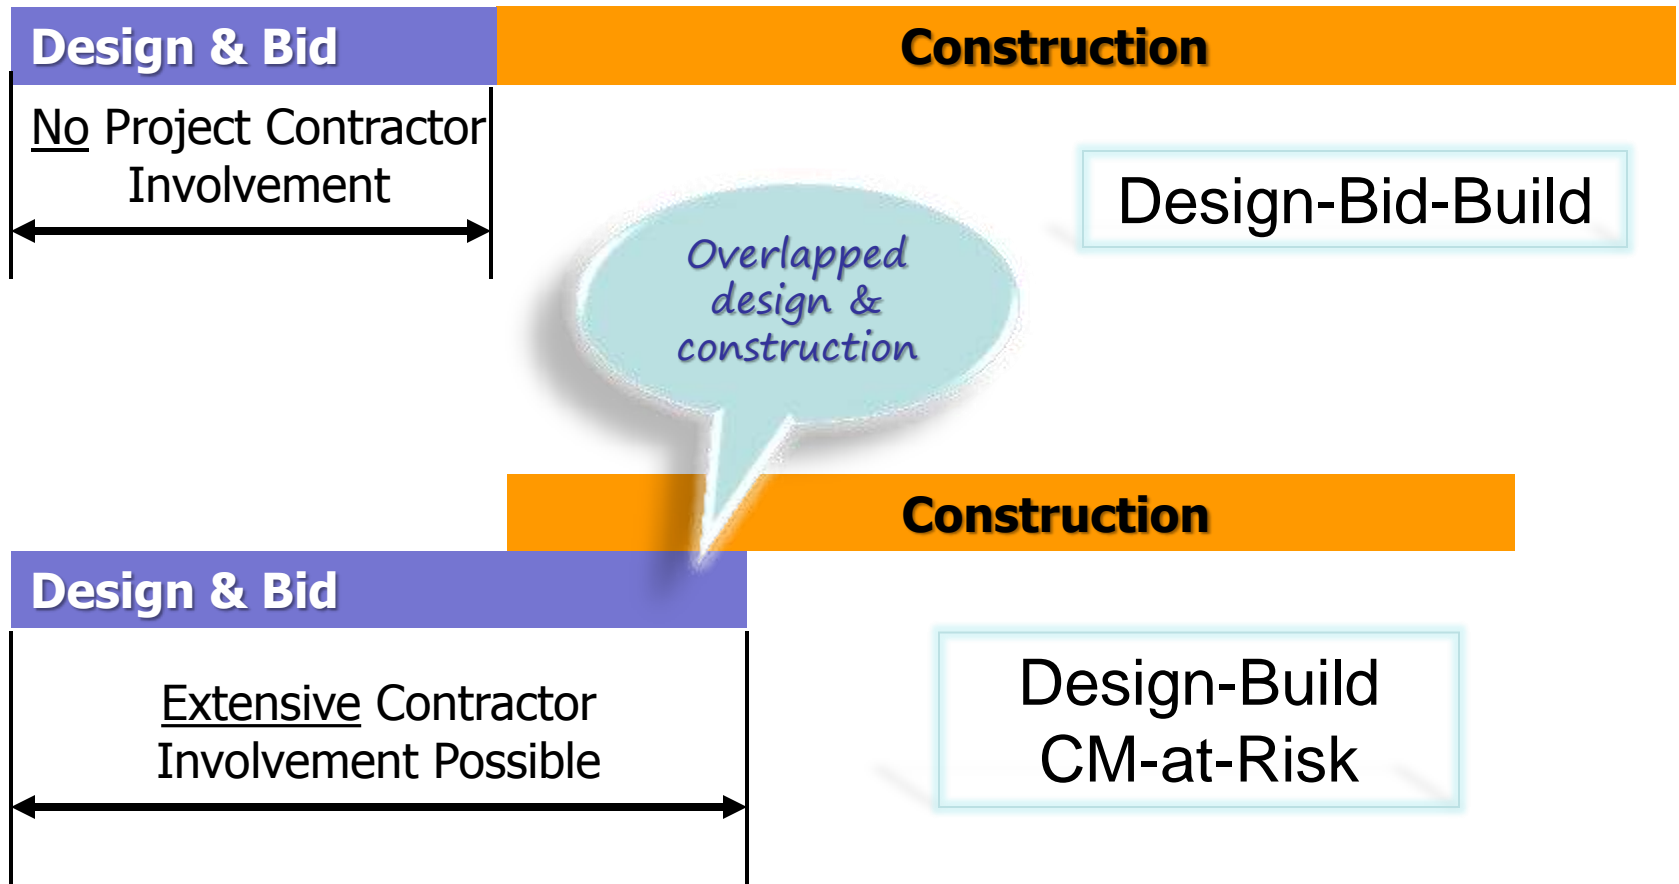 Design & Bid
Construction
No Project Contractor
Involvement
Design-Bid-Build
Overlapped
design &
construction
Construction
Design & Bid
Extensive Contractor
Involvement Possible
Design-Build
CM-at-Risk